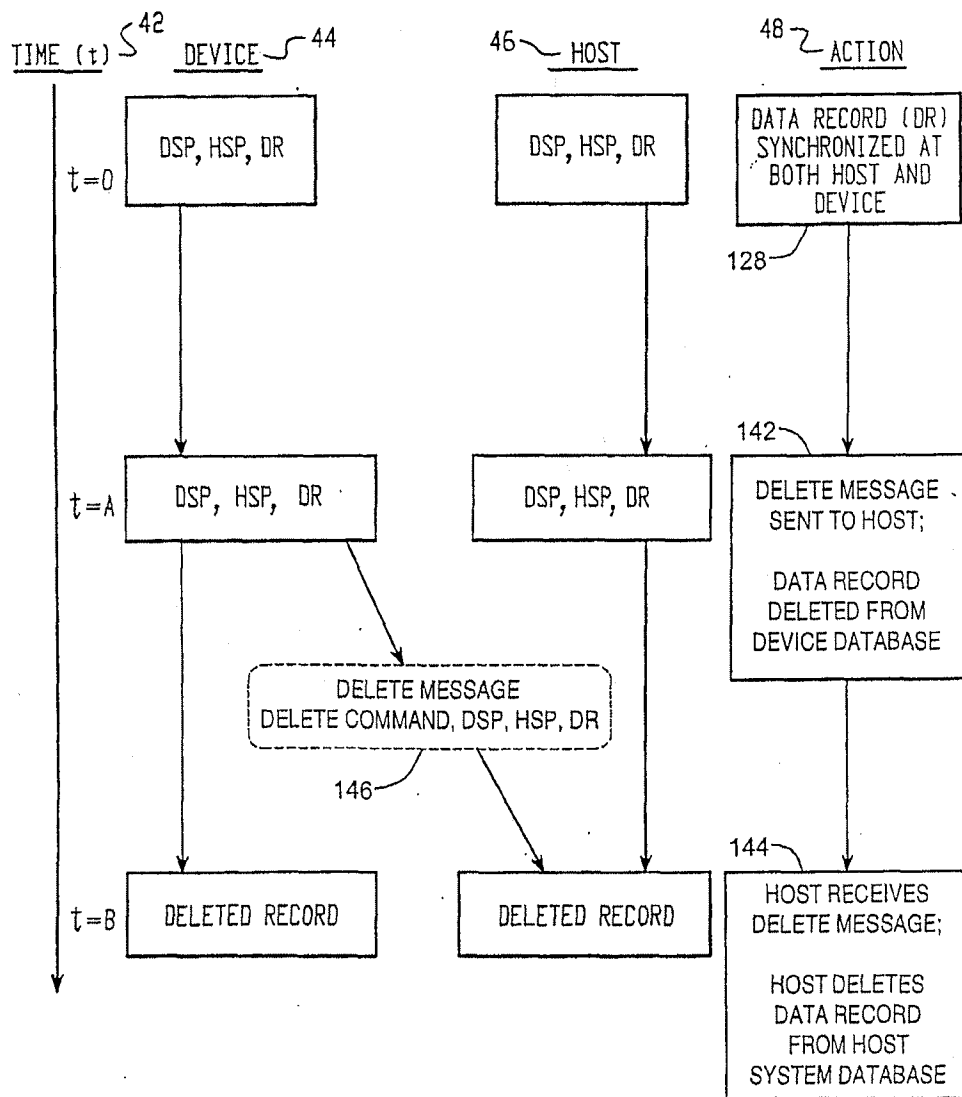 42
TIME (t)
44
DEVICE
46
HOST
48
ACTION
t=0
DSP, HSP, DR
DSP, HSP, DR
DATA RECORD (DR)
SYNCHRONIZED AT
BOTH HOST AND
DEVICE
128
t=A
DSP, HSP, DR
DSP, HSP, DR
142
DELETE MESSAGE
SENT TO HOST;
DATA RECORD
DELETED FROM
DEVICE DATABASE
DELETE MESSAGE
DELETE COMMAND, DSP, HSP, DR
146
t=B
DELETED RECORD
DELETED RECORD
144
HOST RECEIVES
DELETE MESSAGE;
HOST DELETES
DATA RECORD
FROM HOST
SYSTEM DATABASE